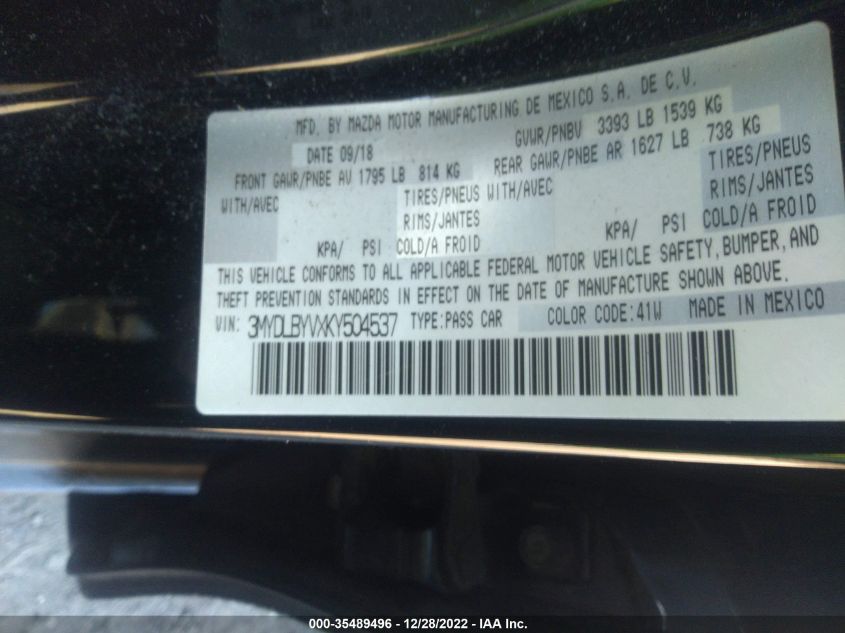 MFD. BY MAZDA MOTOR MANUFACTURING DE MEXICO S.A. DE C.V.
DATE 09/18 GVWR/PNBV 3393 LB 1539 KG
FRONT GAWR/PNBE AV 1795 LB 814 KG REAR GAWR/PNBE AR 1627 LB 738 KG
WITH/AVEC TIRES/PNEUS WITH/AVEC TIRES/PNEUS
RIMS/JANTES RIMS/JANTES
KPA/ PSI COLD/A FROID KPA/ PSI COLD/A FROID
THIS VEHICLE CONFORMS TO ALL APPLICABLE FEDERAL MOTOR VEHICLE SAFETY, BUMPER, AND
THEFT PREVENTION STANDARDS IN EFFECT ON THE DATE OF MANUFACTURE SHOWN ABOVE.
VIN: 3MYDLBYVXKY504537 TYPE:PASS CAR COLOR CODE:41W MADE IN MEXICO
000-35489496 - 12/28/2022 - IAA Inc.